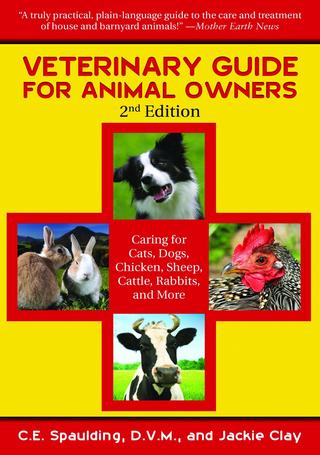 “A truly practical, plain-language guide to the care and treatment
of house and barnyard animals!” —Mother Earth News
VETERINARY GUIDE
FOR ANIMAL OWNERS
2nd Edition
Caring for
Cats, Dogs,
Chicken, Sheep,
Cattle, Rabbits,
and More
C.E. Spaulding, D.V.M., and Jackie Clay